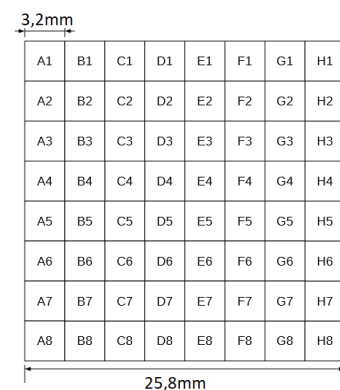 3,2mm
A1 B1 C1 D1 E1 F1 G1 H1
A2 B2 C2 D2 E2 F2 G2 H2
A3 B3 C3 D3 E3 F3 G3 H3
A4 B4 C4 D4 E4 F4 G4 H4
A5 B5 C5 D5 E5 F5 G5 H5
A6 B6 C6 D6 E6 F6 G6 H6
A7 B7 C7 D7 E7 F7 G7 H7
A8 B8 C8 D8 E8 F8 G8 H8
25,8mm